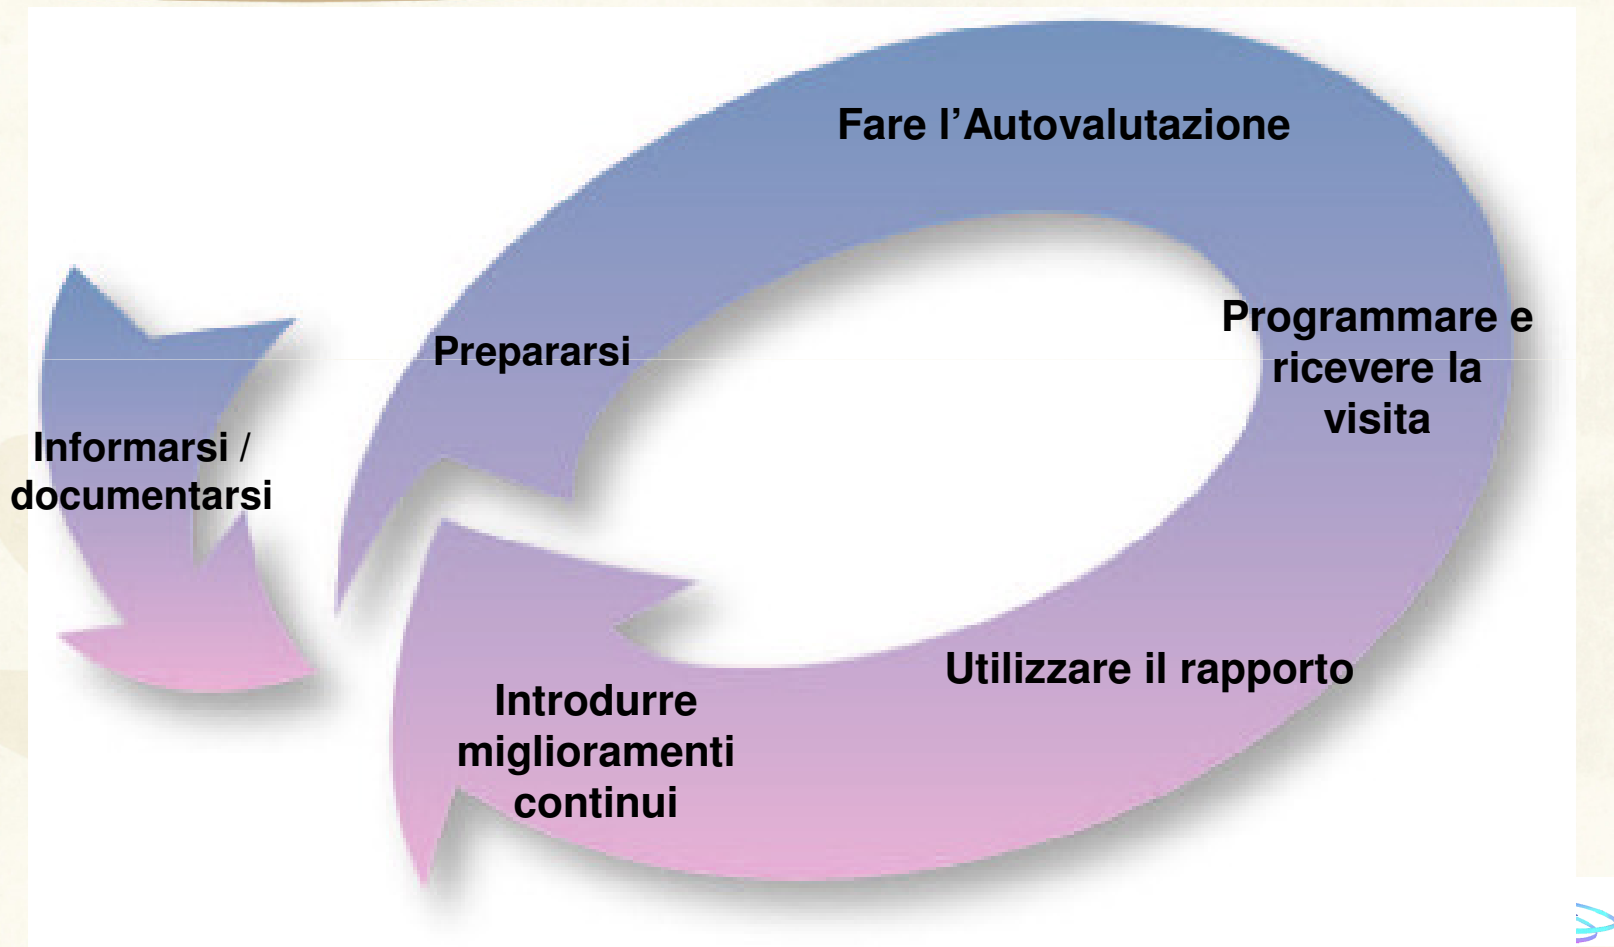 Informarsi /
documentarsi
Prepararsi
Fare l’Autovalutazione
Programmare e
ricevere la
visita
Utilizzare il rapporto
Introdurre
miglioramenti
continui